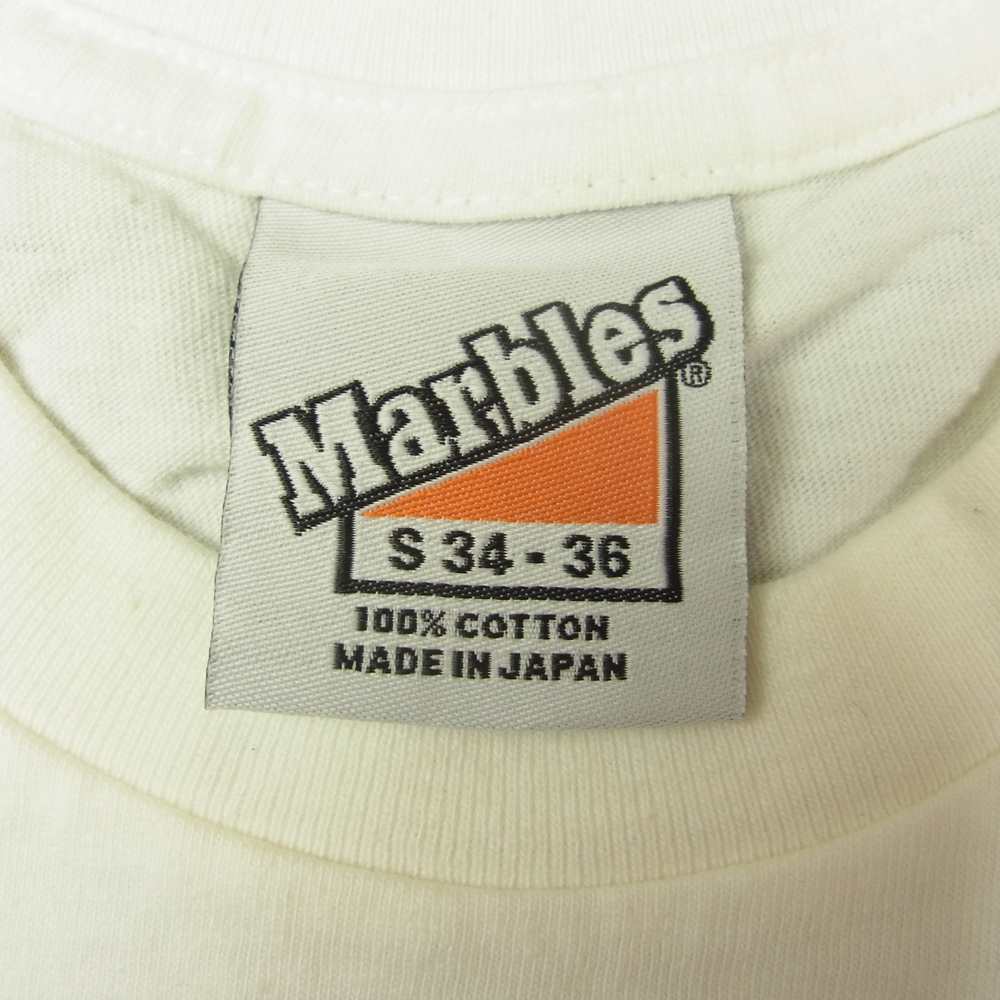 Marbles®
S 34 - 36
100% COTTON
MADE IN JAPAN